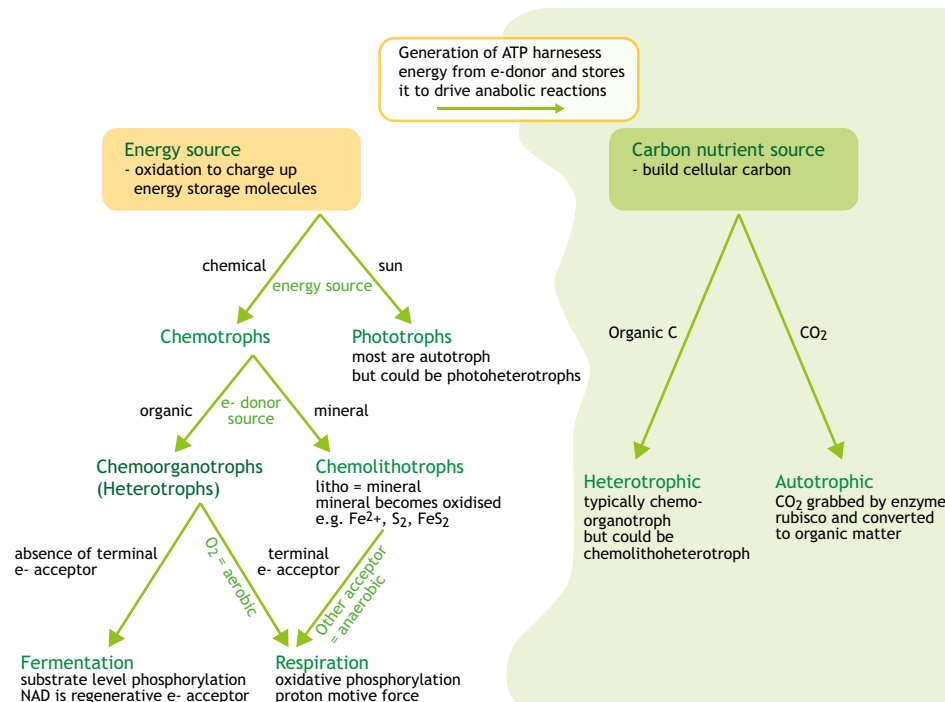 Generation of ATP harnesess
energy from e-donor and stores
it to drive anabolic reactions
Energy source
- oxidation to charge up
energy storage molecules
Carbon nutrient source
- build cellular carbon
chemical
sun
energy source
Chemotrophs
Phototrophs
most are autotroph
but could be photoheterotrophs
Organic C
CO₂
organic
e- donor
source
mineral
Chemoorganotrophs
(Heterotrophs)
Chemolithotrophs
litho = mineral
mineral becomes oxidised
e.g. Fe²⁺, S₂, FeS₂
Heterotrophic
typically chemo-
organotroph
but could be
chemolithoheterotroph
Autotrophic
CO₂ grabbed by enzyme
rubisco and converted
to organic matter
absence of terminal
e- acceptor
O₂ = aerobic
terminal
e- acceptor
Other acceptor
= anaerobic
Fermentation
substrate level phosphorylation
NAD is regenerative e- acceptor
Respiration
oxidative phosphorylation
proton motive force